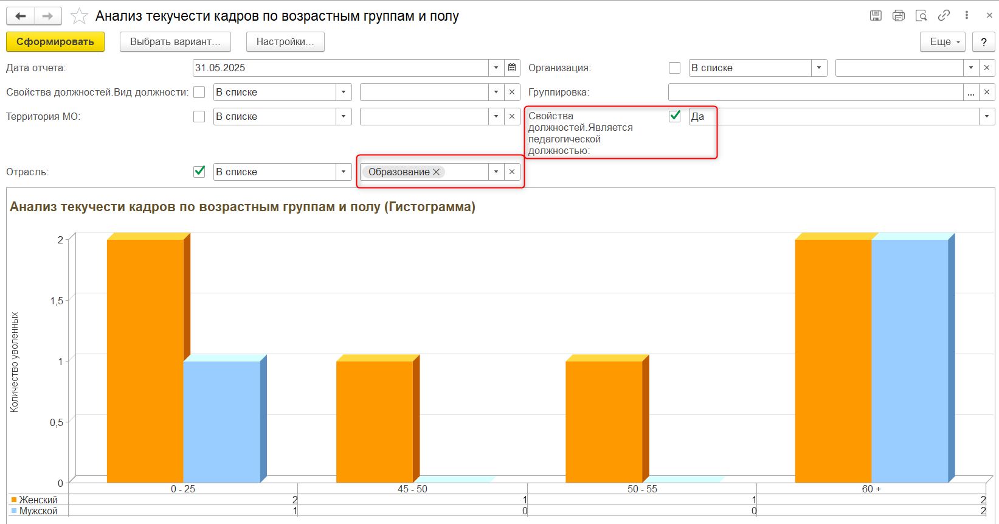 Анализ текучести кадров по возрастным группам и полу
Сформировать
Выбрать вариант...
Настройки...
Еще
?
Дата отчета:
31.05.2025
Организация:
В списке
Свойства должностей.Вид должности:
В списке
Группировка:
...
Территория МО:
В списке
Свойства
должностей.Является
педагогической
должностью:
Да
Отрасль:
В списке
Образование
Анализ текучести кадров по возрастным группам и полу (Гистограмма)
Количество уволенных
2
1,5
1
0,5
0
0 - 25
45 - 50
50 - 55
60 +
Женский 2 1 1 2
Мужской 1 0 0 2